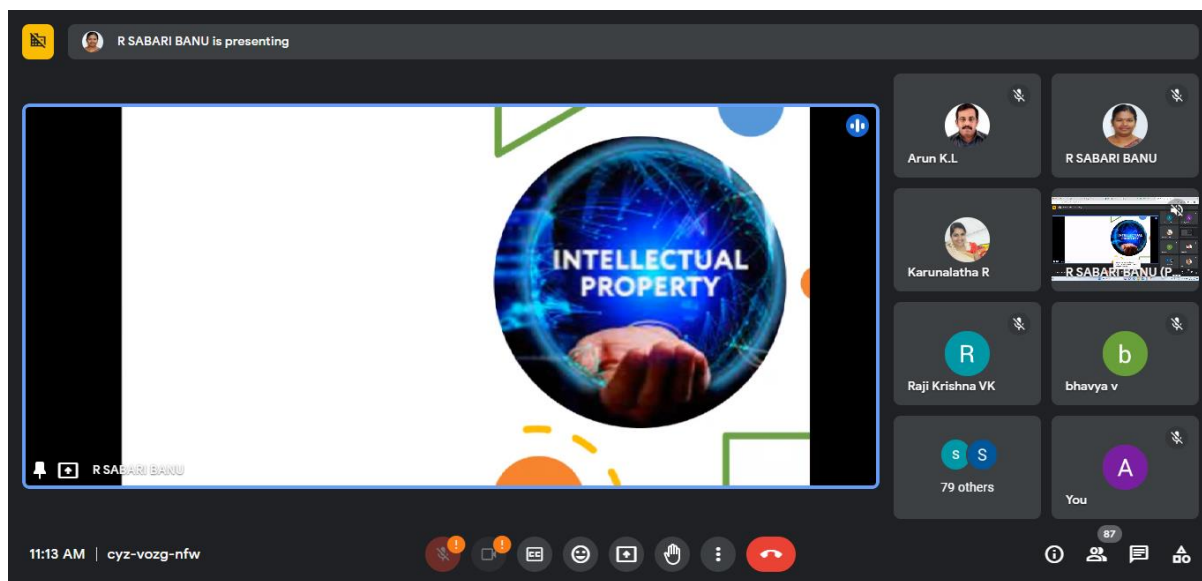 R SABARI BANU is presenting
INTELLECTUAL
PROPERTY
R SABARI BANU
Arun K.L
R SABARI BANU
Karunalatha R
R SABARI BANU (P...
R
Raji Krishna VK
b
bhavya v
s S
79 others
A
You
11:13 AM | cyz-vozg-nfw
CC
87